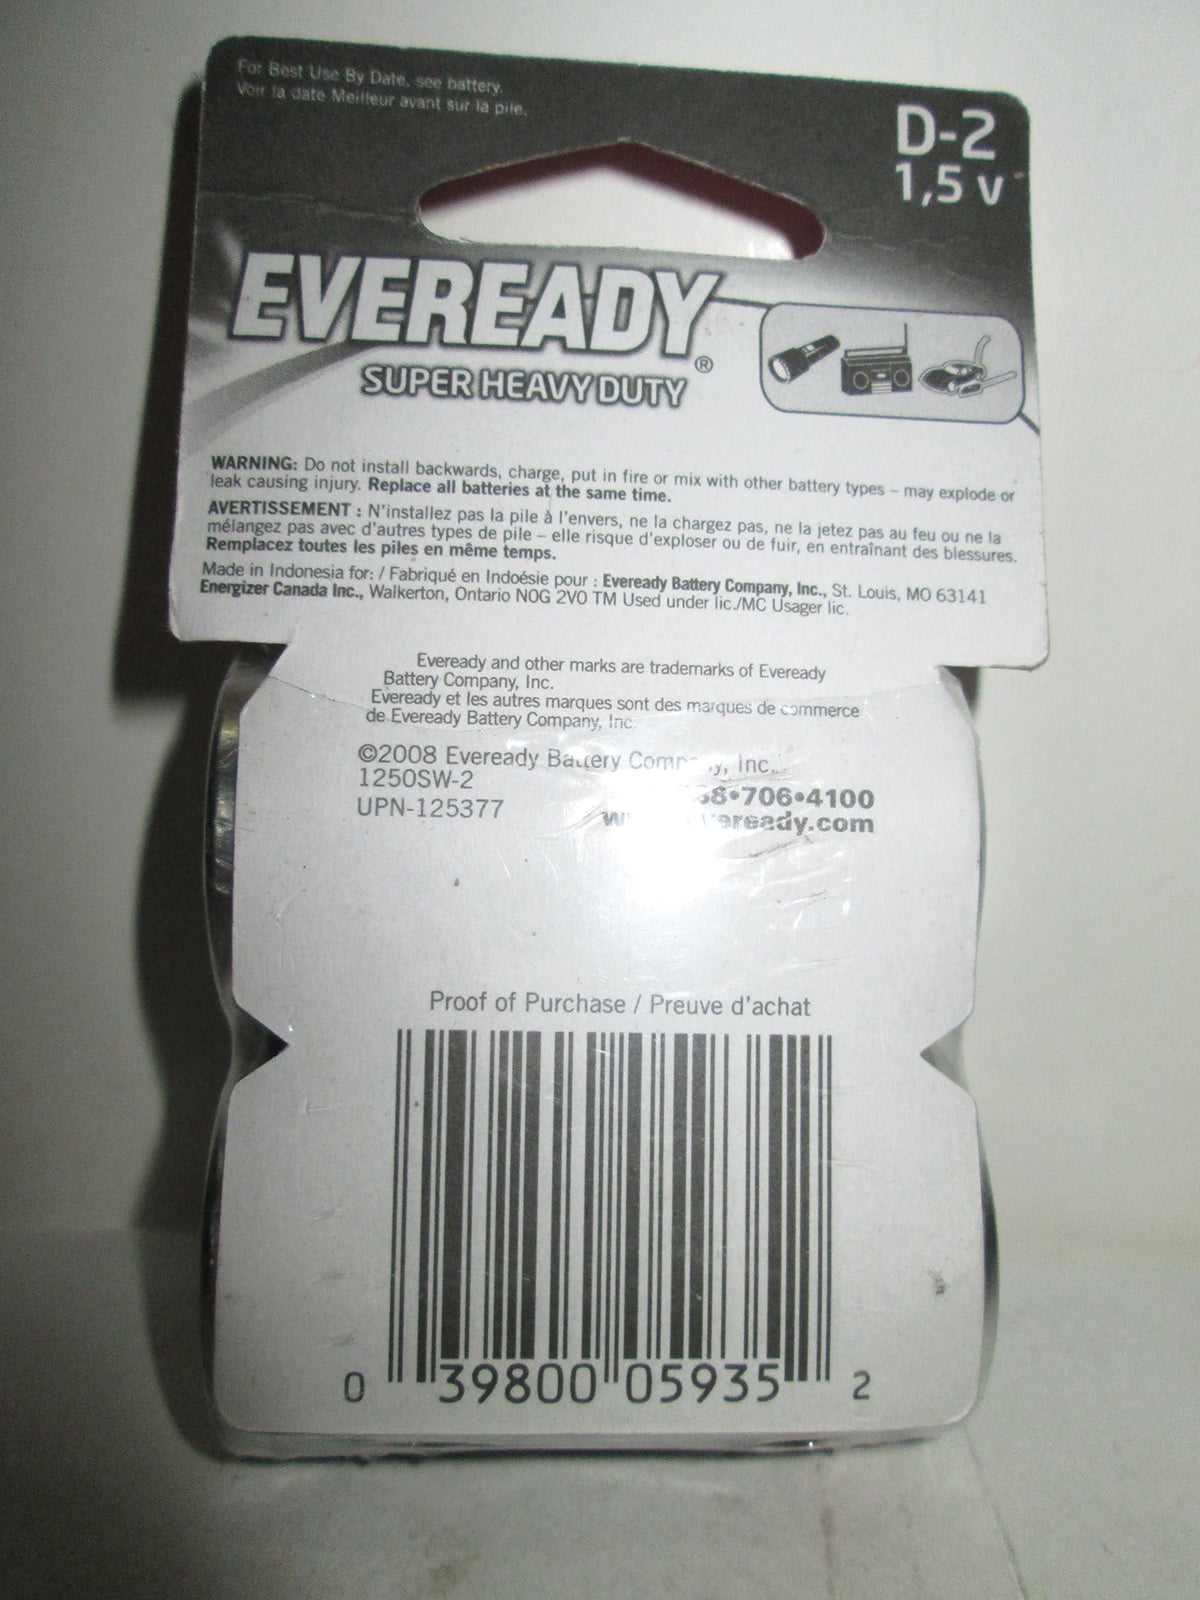 For Best Use By Date, see battery.
Voir la date Meilleur avant sur la pile.
D-2
1,5 V
EVEREADY®
SUPER HEAVY DUTY
WARNING: Do not install backwards, charge, put in fire or mix with other battery types – may explode or
leak causing injury. Replace all batteries at the same time.
AVERTISSEMENT : N'installez pas la pile à l'envers, ne la chargez pas, ne la jetez pas au feu ou ne la
mélangez pas avec d'autres types de pile – elle risque d'exploser ou de fuir, en entraînant des blessures.
Remplacez toutes les piles en même temps.
Made in Indonesia for: / Fabriqué en Indoésie pour : Eveready Battery Company, Inc., St. Louis, MO 63141
Energizer Canada Inc., Walkerton, Ontario N0G 2V0 TM Used under lic./MC Usager lic.
Eveready and other marks are trademarks of Eveready
Battery Company, Inc.
Eveready et les autres marques sont des marques de commerce
de Eveready Battery Company, Inc.
©2008 Eveready Battery Company, Inc.
1250SW-2
UPN-125377
706•4100
eready.com
Proof of Purchase / Preuve d'achat
0 39800 05935 2